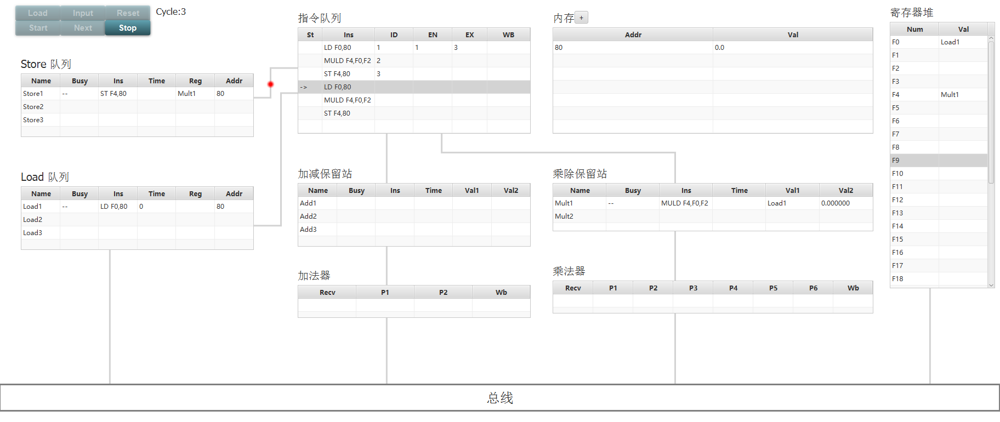 Load Input Reset Cycle:3
Start Next Stop
Store 队列
Name Busy Ins Time Reg Addr
Store1 -- ST F4,80 Mult1 80
Store2
Store3
Load 队列
Name Busy Ins Time Reg Addr
Load1 -- LD F0,80 0 80
Load2
Load3
指令队列
St Ins ID EN EX WB
LD F0,80 1 1 3
MULD F4,F0,F2 2
ST F4,80 3
-> LD F0,80
MULD F4,F0,F2
ST F4,80
内存 +
Addr Val
80 0.0
加减保留站
Name Busy Ins Time Val1 Val2
Add1
Add2
Add3
乘除保留站
Name Busy Ins Time Val1 Val2
Mult1 -- MULD F4,F0,F2 Load1 0.000000
Mult2
加法器
Recv P1 P2 Wb
乘法器
Recv P1 P2 P3 P4 P5 P6 Wb
寄存器堆
Num Val
F0 Load1
F1
F2
F3
F4 Mult1
F5
F6
F7
F8
F9
F10
F11
F12
F13
F14
F15
F16
F17
F18
总线